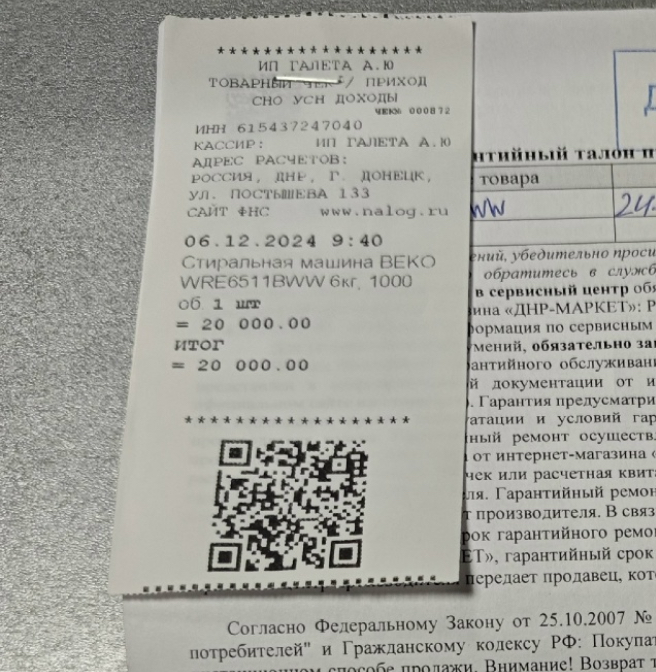 *******************
ИП ГАЛЕТА А.Ю
ТОВАРНЫЙ ЧЕК / ПРИХОД
СНО УСН ДОХОДЫ
ЧЕК№ 000872
ИНН 615437247040
КАССИР: ИП ГАЛЕТА А.Ю
АДРЕС РАСЧЕТОВ:
РОССИЯ, ДНР, Г. ДОНЕЦК,
УЛ. ПОСТЫШЕВА 133
САЙТ ФНС www.nalog.ru
06.12.2024 9:40
Стиральная машина BEKO
WRE6511BWW 6кг, 1000
об 1 шт
= 20 000.00
ИТОГ
= 20 000.00
*******************
нтийный талон п
товара
WW 24.
ений, убедительно проси
обратитесь в служб
в сервисный центр обя
ина «ДНР-МАРКЕТ»: Р
формация по сервисным
умений, обязательно за
рантийного обслуживан
й документации от и
. Гарантия предусматри
атации и условий гар
ный ремонт осуществ
от интернет-магазина «
чек или расчетная квит
ля. Гарантийный ремон
т производителя. В связ
рок гарантийного ремо
ЕТ», гарантийный срок
передает продавец, кот
Согласно Федеральному Закону от 25.10.2007 №
потребителей" и Гражданскому кодексу РФ: Покупат
дистанционном способе продажи. Внимание! Возврат т